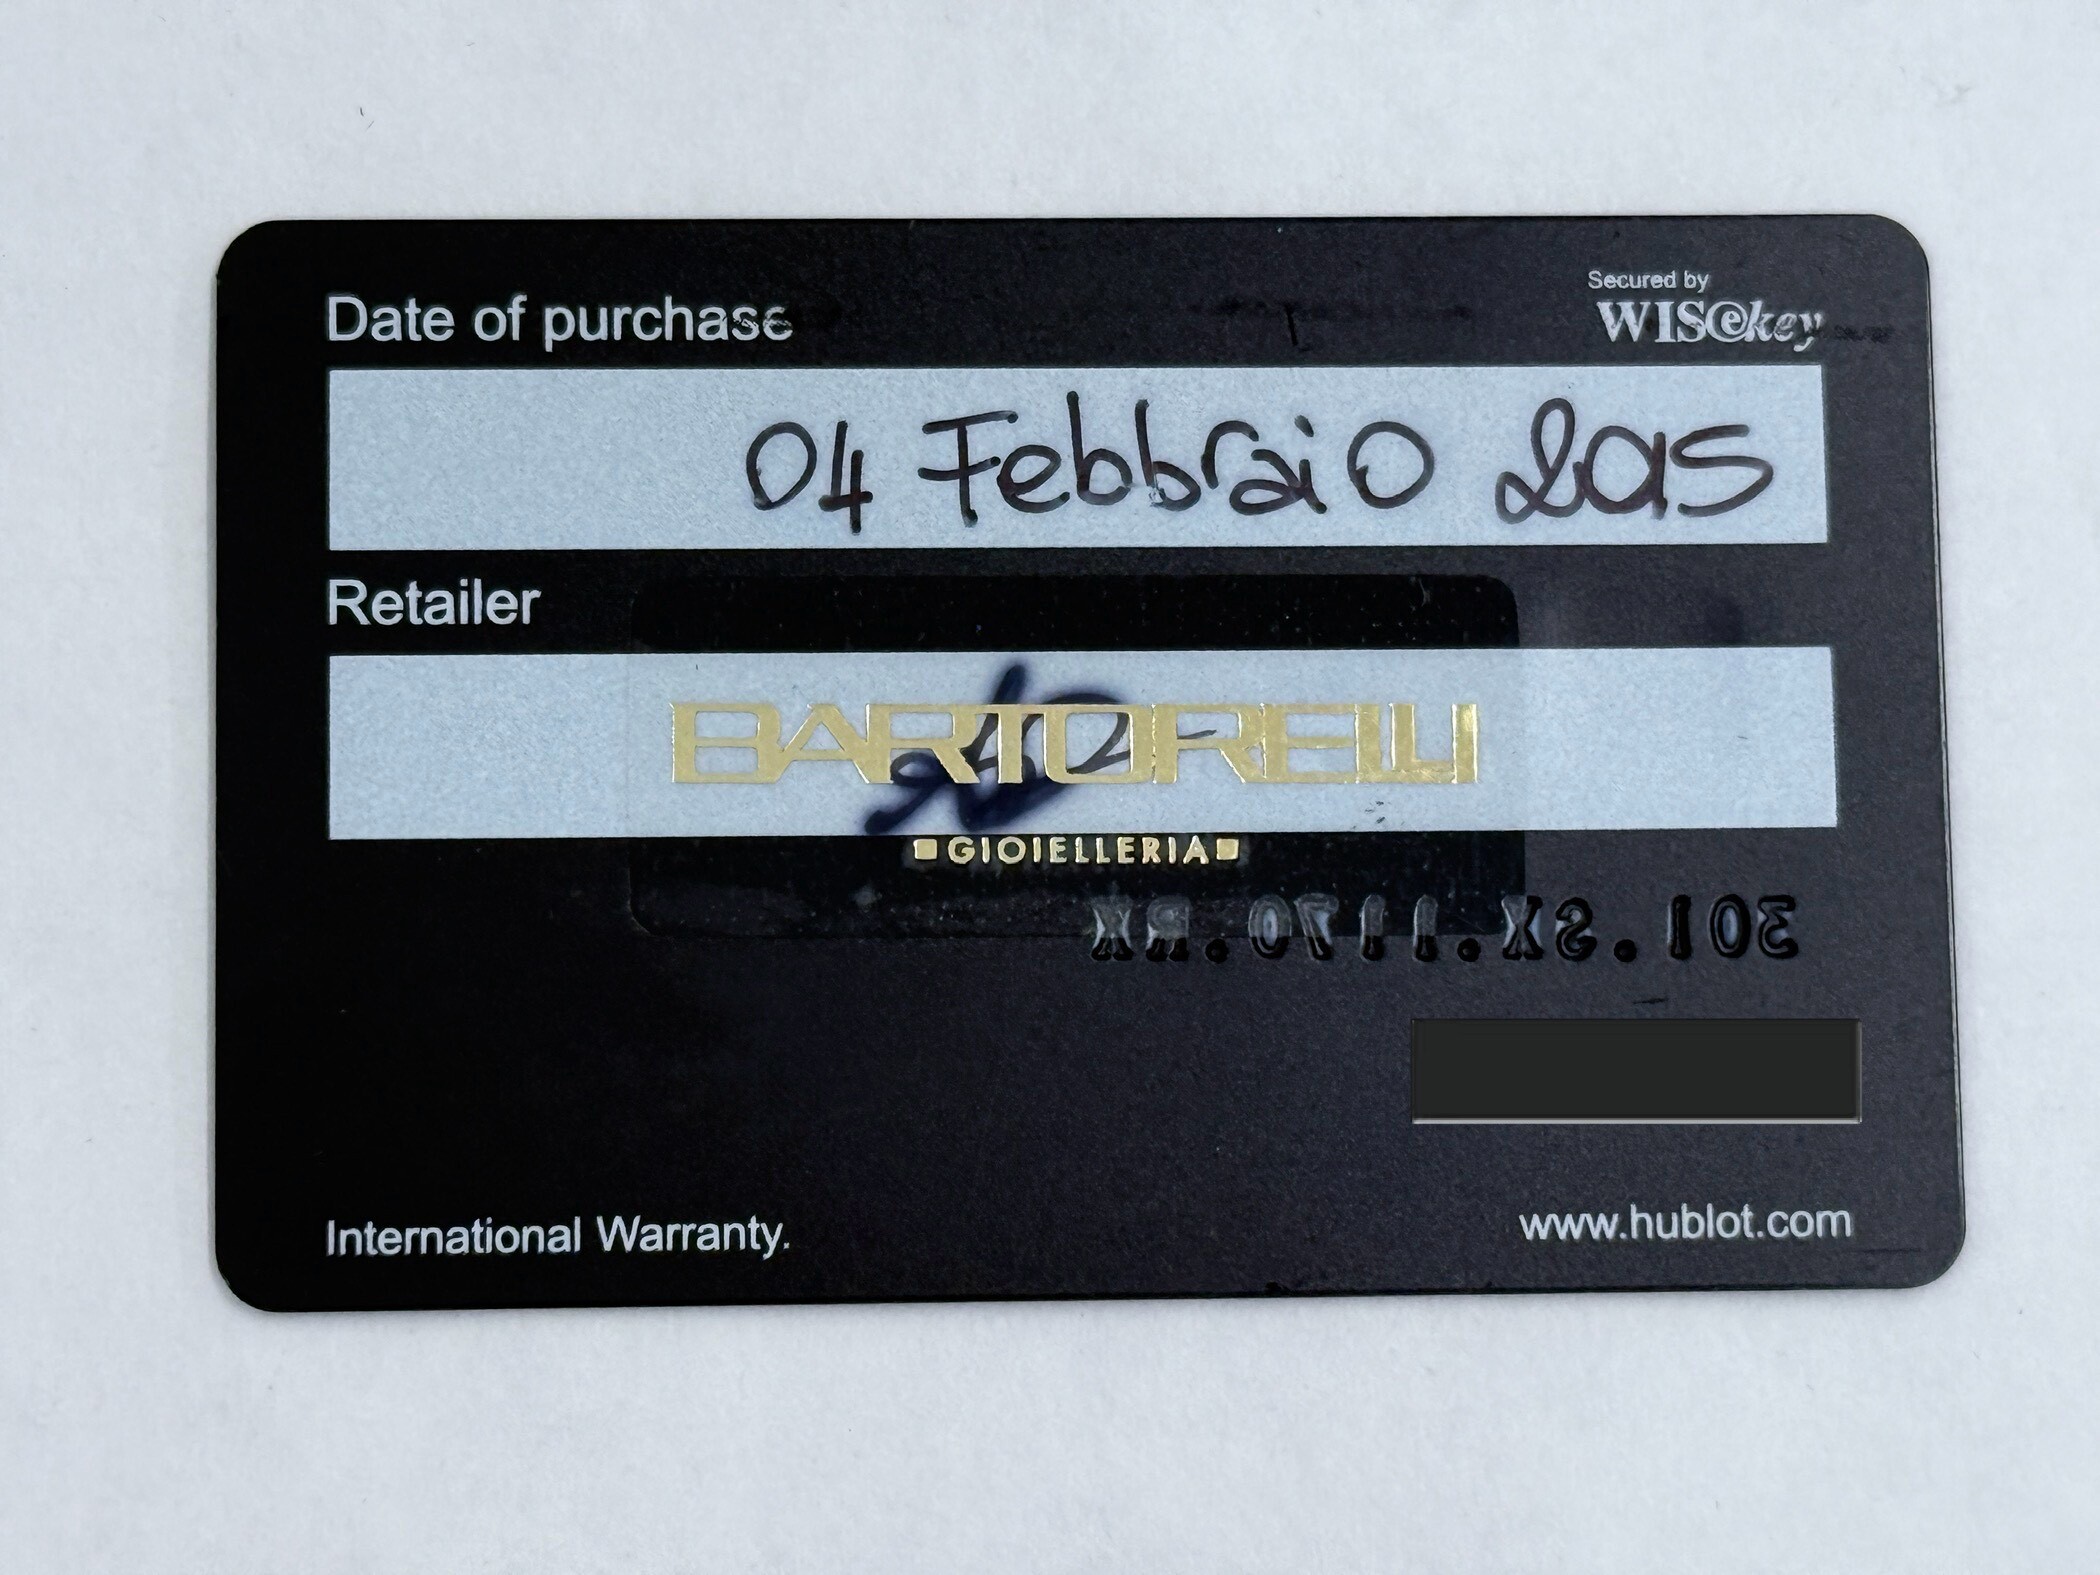 Date of purchase
Secured by
WISekey
04 Febbraio 2015
Retailer
BARTORELLI
GIOIELLERIA
301.SX.1170.RX
International Warranty.
www.hublot.com